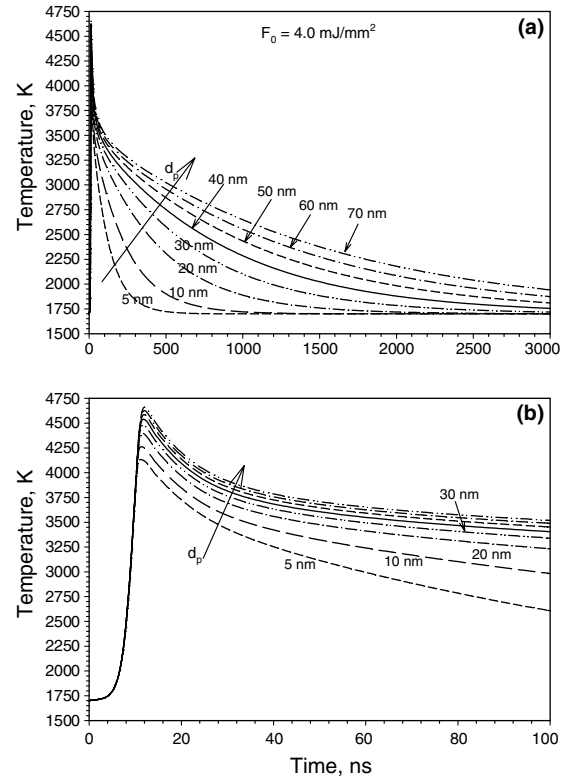 (a)
F₀ = 4.0 mJ/mm²
Temperature, K
4750
4500
4250
4000
3750
3500
3250
3000
2750
2500
2250
2000
1750
1500
dₚ
40 nm
50 nm
60 nm
70 nm
30 nm
20 nm
10 nm
5 nm
0 500 1000 1500 2000 2500 3000
(b)
Temperature, K
4750
4500
4250
4000
3750
3500
3250
3000
2750
2500
2250
2000
1750
1500
dₚ
30 nm
20 nm
10 nm
5 nm
0 20 40 60 80 100
Time, ns